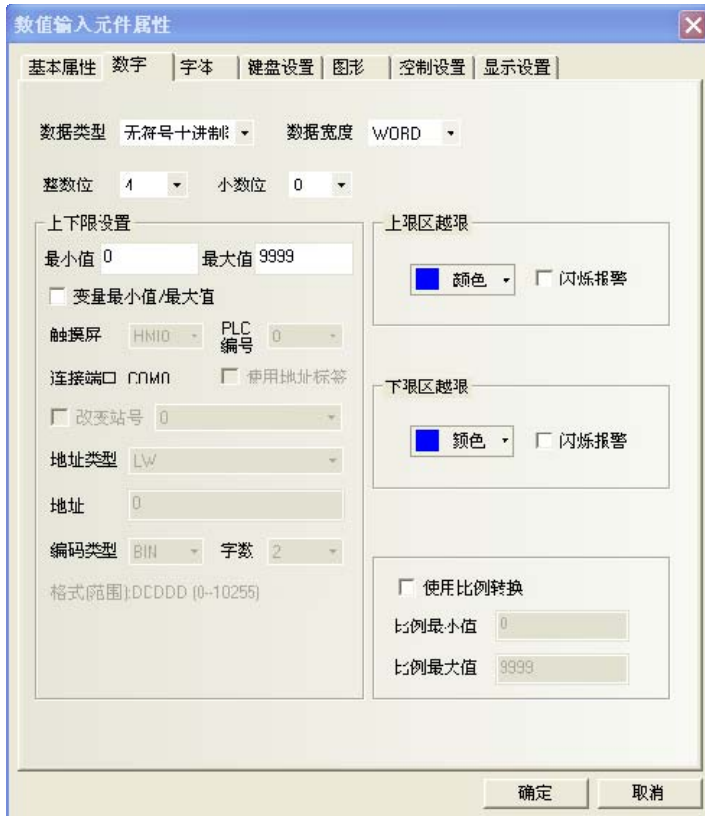 数值输入元件属性
基本属性 数字 字体 键盘设置 图形 控制设置 显示设置
数据类型 无符号十进制 数据宽度 WORD
整数位 4 小数位 0
上下限设置
最小值 0 最大值 9999
变量最小值/最大值
触摸屏 HMI0 PLC 编号 0
连接端口 COM0 使用地址标签
改变站号 0
地址类型 LW
地址 0
编码类型 BIN 字数 2
格式(范围):DDDDD (0~10255)
上限区越限
颜色 闪烁报警
下限区越限
颜色 闪烁报警
使用比例转换
比例最小值 0
比例最大值 9999
确定 取消